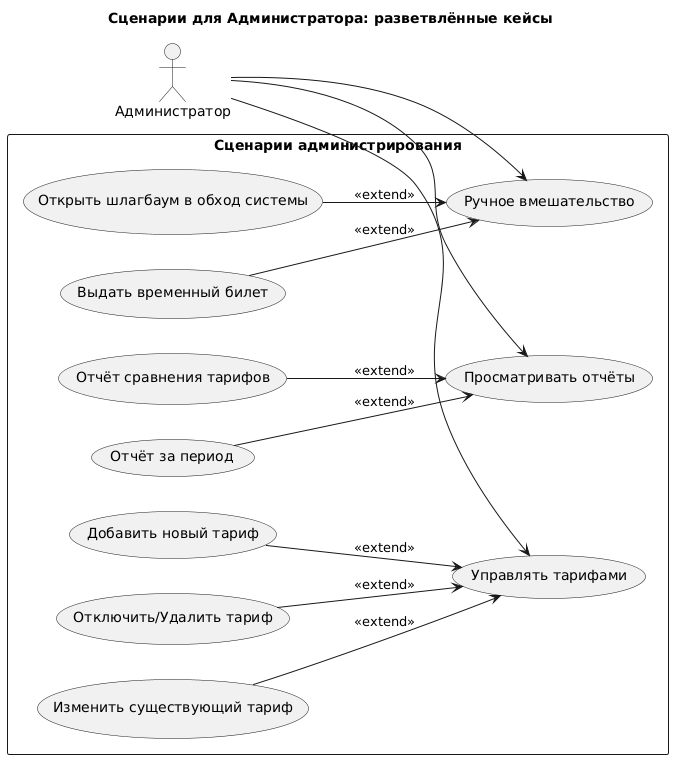 Сценарии для Администратора: разветвлённые кейсы
Администратор
Сценарии администрирования
Открыть шлагбаум в обход системы
«extend»
Ручное вмешательство
«extend»
Выдать временный билет
Отчёт сравнения тарифов
«extend»
Просматривать отчёты
«extend»
Отчёт за период
Добавить новый тариф
«extend»
Управлять тарифами
«extend»
Отключить/Удалить тариф
«extend»
Изменить существующий тариф